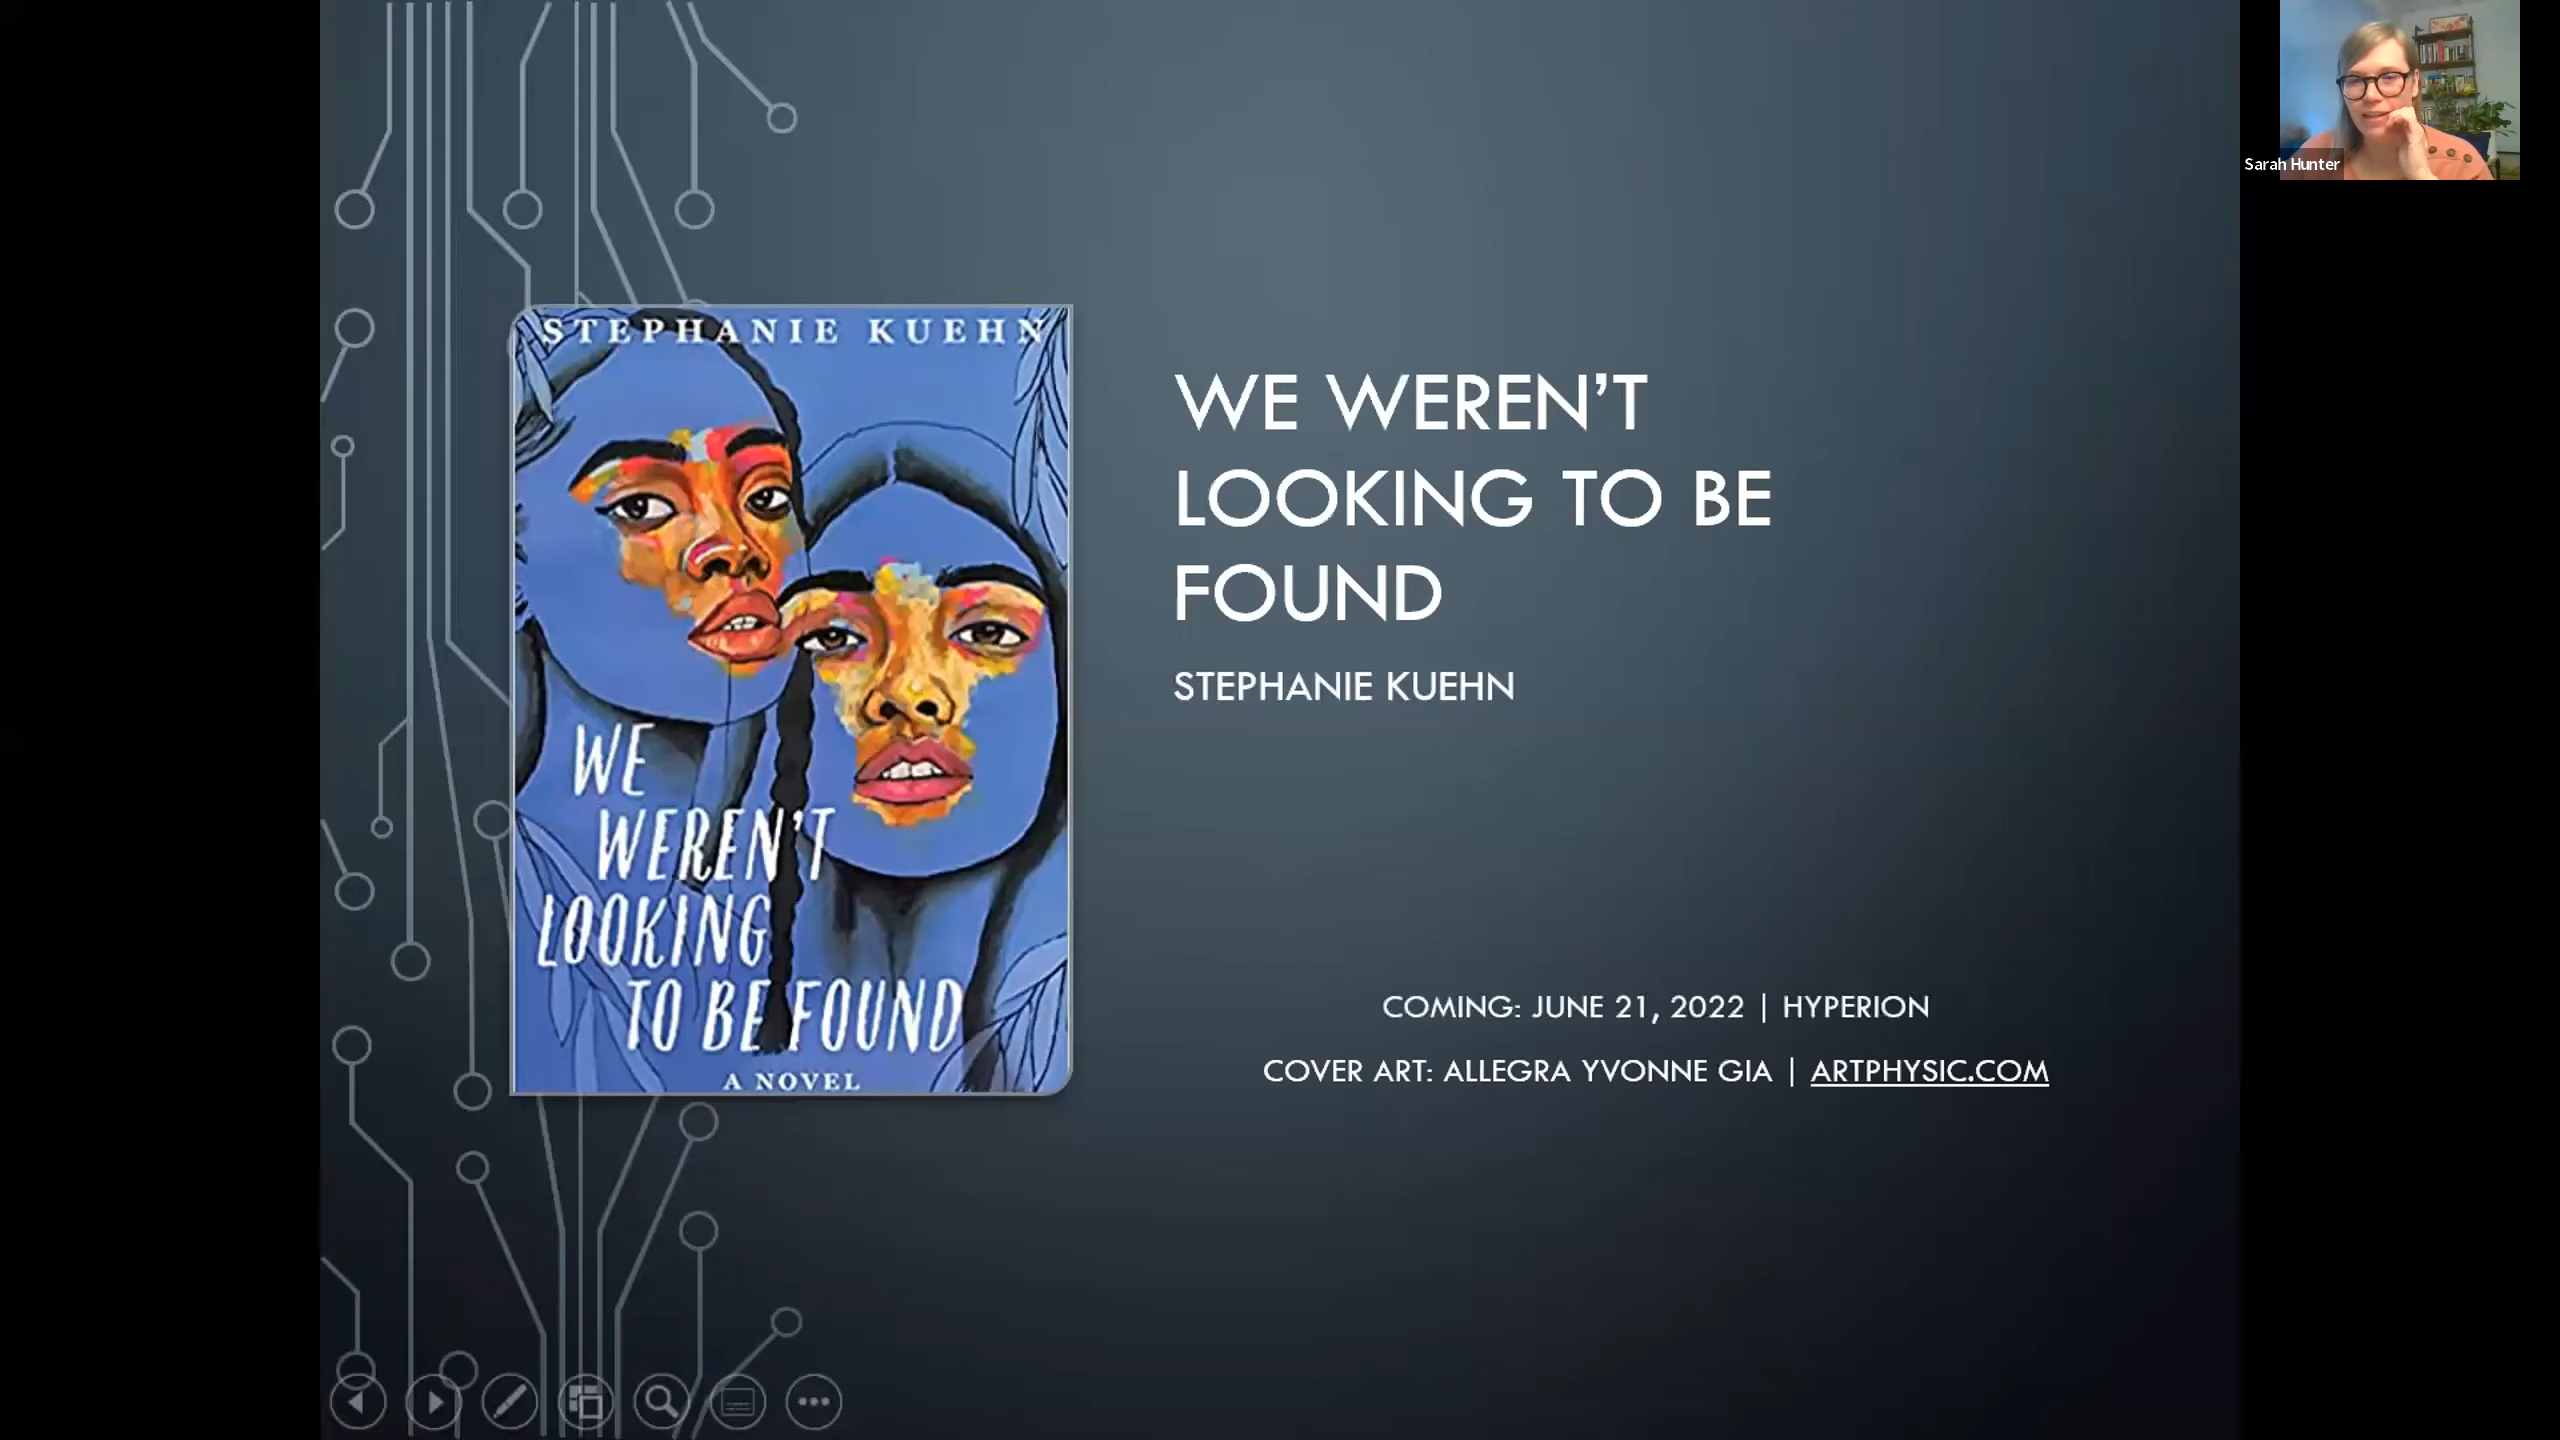 Sarah Hunter
STEPHANIE KUEHN
WE
WEREN'T
LOOKING
TO BE FOUND
A NOVEL
WE WEREN’T
LOOKING TO BE
FOUND
STEPHANIE KUEHN
COMING: JUNE 21, 2022 | HYPERION
COVER ART: ALLEGRA YVONNE GIA | ARTPHYSIC.COM